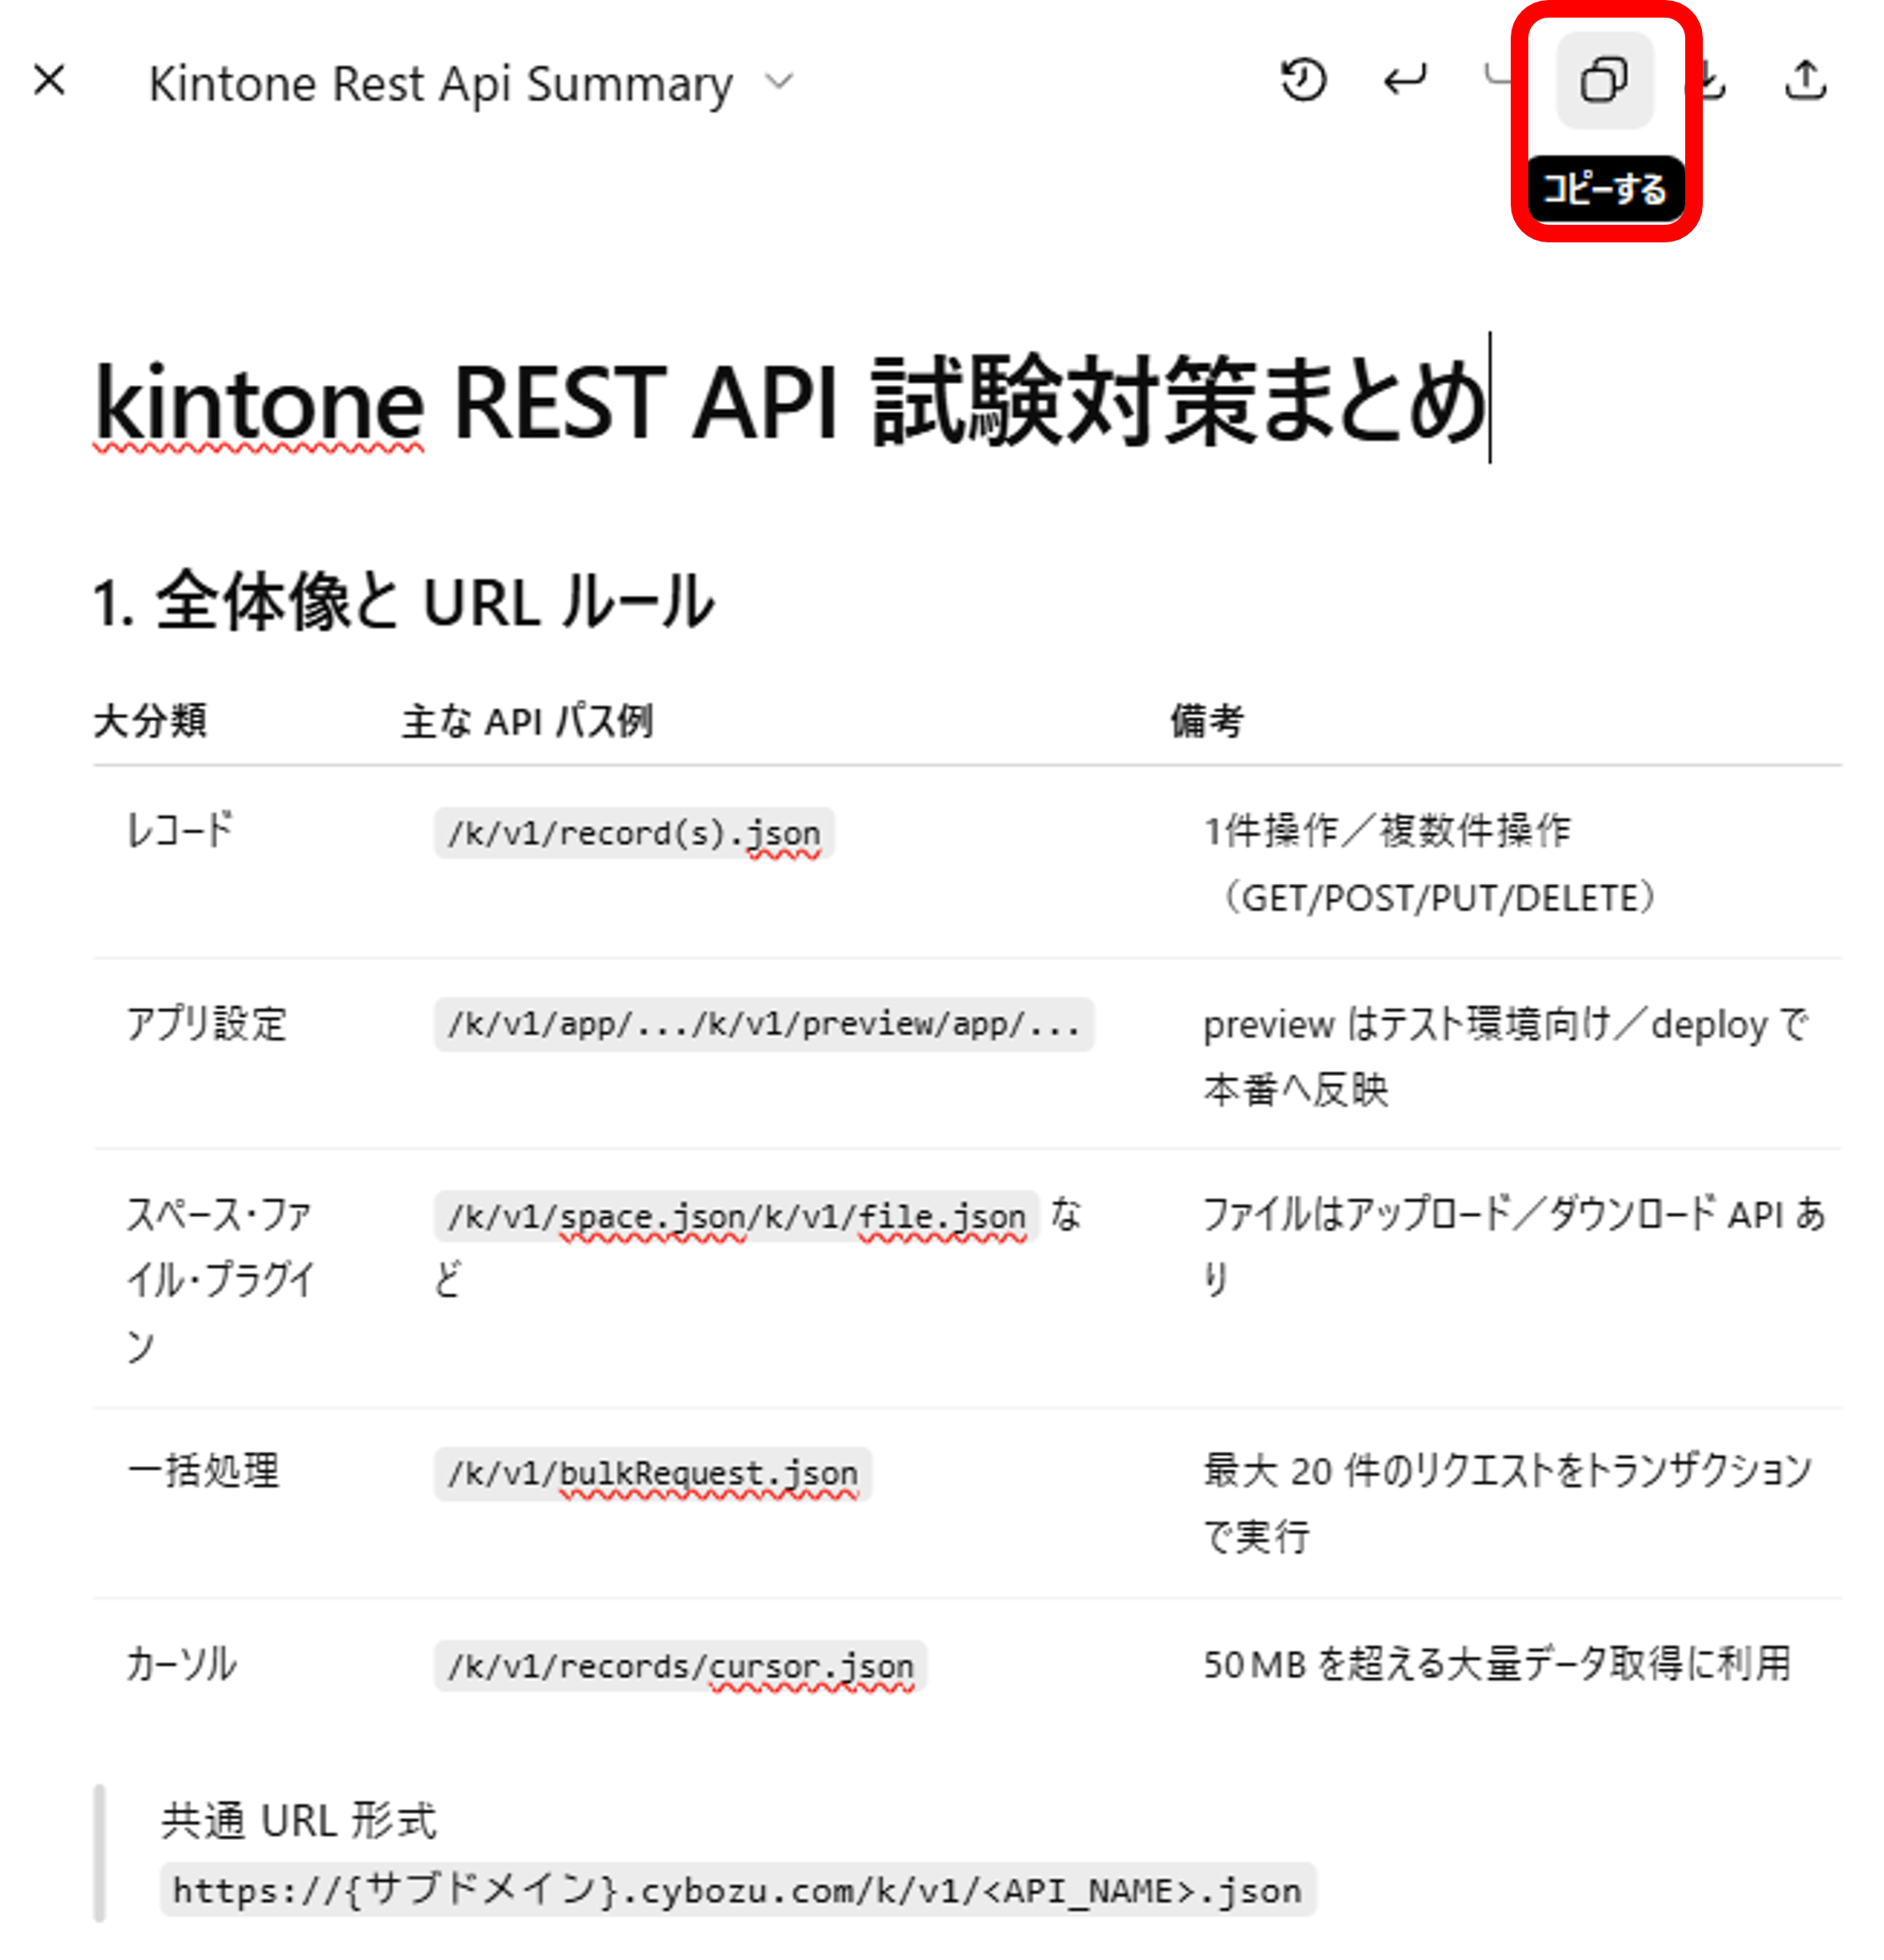 Kintone Rest Api Summary
コピーする
kintone REST API 試験対策まとめ
1. 全体像と URL ルール
大分類 主な API パス例 備考
レコード /k/v1/record(s).json 1件操作／複数件操作
（GET/POST/PUT/DELETE）
アプリ設定 /k/v1/app/.../k/v1/preview/app/... preview はテスト環境向け／deploy で
本番へ反映
スペース・ファ /k/v1/space.json/k/v1/file.json な ファイルはアップロード／ダウンロード API あ
イル・プラグイ ど り
ン
一括処理 /k/v1/bulkRequest.json 最大 20 件のリクエストをトランザクション
で実行
カーソル /k/v1/records/cursor.json 50 MB を超える大量データ取得に利用
共通 URL 形式
https://{サブドメイン}.cybozu.com/k/v1/<API_NAME>.json